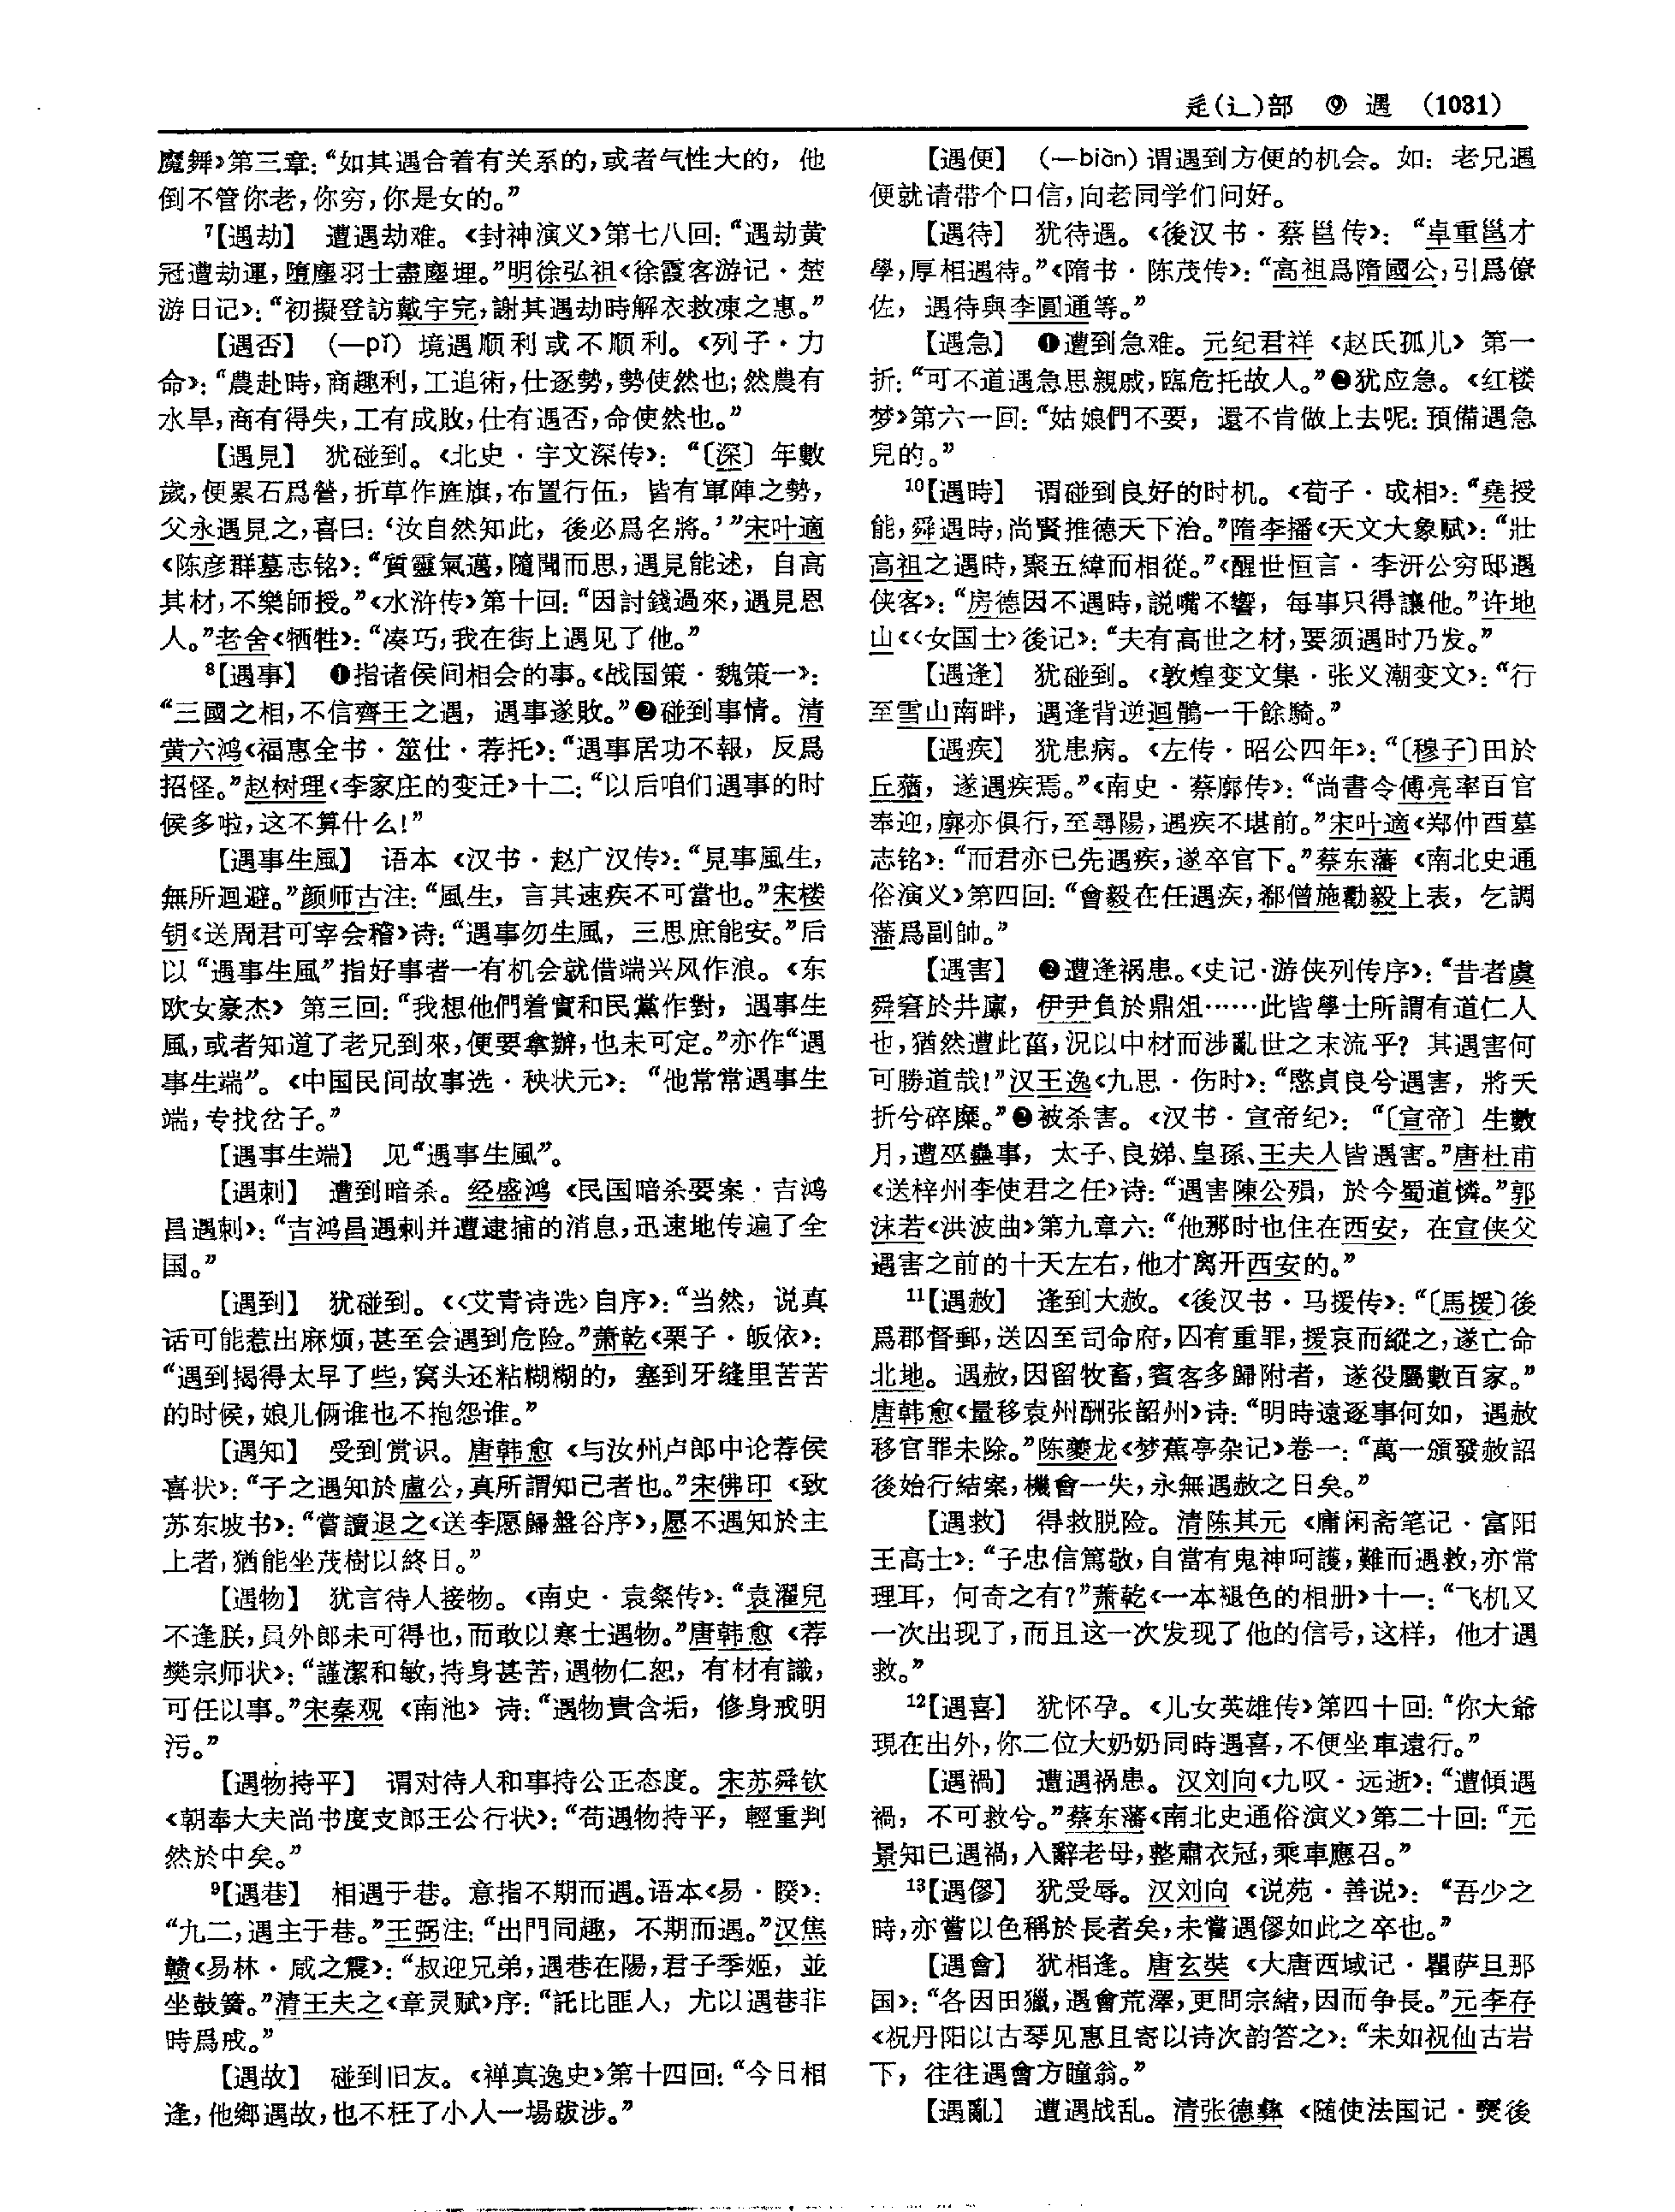 辵(辶)部　⑨　遇　(1031)
魔舞》第三章：“如其遇合着有关系的，或者气性大的，他
倒不管你老，你穷，你是女的。”
⁷【遇劫】　遭遇劫难。《封神演义》第七八回：“遇劫黄
冠遭劫運，墮塵羽士盡塵埋。”明徐弘祖《徐霞客游记·楚
游日记》：“初擬登訪戴宇完，謝其遇劫時解衣救凍之惠。”
【遇否】　（—pǐ）境遇顺利或不顺利。《列子·力
命》：“農赴時，商趣利，工追術，仕逐勢，勢使然也；然農有
水旱，商有得失，工有成敗，仕有遇否，命使然也。”
【遇見】　犹碰到。《北史·宇文深传》：“〔深〕年數
歲，便累石爲營，折草作旌旗，布置行伍，皆有軍陣之勢，
父永遇見之，喜曰：‘汝自然知此，後必爲名將。’”宋叶適
《陈彦群墓志铭》：“質靈氣邁，隨聞而思，遇見能述，自高
其材，不樂師授。”《水浒传》第十回：“因討錢過來，遇見恩
人。”老舍《牺牲》：“凑巧，我在街上遇见了他。”
⁸【遇事】　❶指诸侯间相会的事。《战国策·魏策一》：
“三國之相，不信齊王之遇，遇事遂敗。”❷碰到事情。清
黄六鸿《福惠全书·筮仕·荐托》：“遇事居功不報，反爲
招怪。”赵树理《李家庄的变迁》十二：“以后咱们遇事的时
候多啦，这不算什么！”
【遇事生風】　语本《汉书·赵广汉传》：“見事風生，
無所迴避。”颜师古注：“風生，言其速疾不可當也。”宋楼
钥《送周君可宰会稽》诗：“遇事勿生風，三思庶能安。”后
以“遇事生風”指好事者一有机会就借端兴风作浪。《东
欧女豪杰》第三回：“我想他們着實和民黨作對，遇事生
風，或者知道了老兄到來，便要拿辦，也未可定。”亦作“遇
事生端”。《中国民间故事选·秧状元》：“他常常遇事生
端，专找岔子。”
【遇事生端】　见“遇事生風”。
【遇刺】　遭到暗杀。经盛鸿《民国暗杀要案·吉鸿
昌遇刺》：“吉鸿昌遇刺并遭逮捕的消息，迅速地传遍了全
国。”
【遇到】　犹碰到。《〈艾青诗选〉自序》：“当然，说真
话可能惹出麻烦，甚至会遇到危险。”萧乾《栗子·皈依》：
“遇到揭得太早了些，窝头还粘糊糊的，塞到牙缝里苦苦
的时候，娘儿俩谁也不抱怨谁。”
【遇知】　受到赏识。唐韩愈《与汝州卢郎中论荐侯
喜状》：“子之遇知於盧公，真所謂知己者也。”宋佛印《致
苏东坡书》：“嘗讀退之《送李愿歸盤谷序》，愿不遇知於主
上者，猶能坐茂樹以終日。”
【遇物】　犹言待人接物。《南史·袁粲传》：“袁濯兒
不逢朕，員外郎未可得也，而敢以寒士遇物。”唐韩愈《荐
樊宗师状》：“謹潔和敏，持身甚苦，遇物仁恕，有材有識，
可任以事。”宋秦观《南池》诗：“遇物貴含垢，修身戒明
污。”
【遇物持平】　谓对待人和事持公正态度。宋苏舜钦
《朝奉大夫尚书度支郎王公行状》：“苟遇物持平，輕重判
然於中矣。”
⁹【遇巷】　相遇于巷。意指不期而遇。语本《易·睽》：
“九二，遇主于巷。”王弼注：“出門同趣，不期而遇。”汉焦
赣《易林·咸之震》：“叔迎兄弟，遇巷在陽，君子季姬，並
坐鼓簧。”清王夫之《章灵赋》序：“託比匪人，尤以遇巷非
時爲戒。”
【遇故】　碰到旧友。《禅真逸史》第十四回：“今日相
逢，他鄉遇故，也不枉了小人一場跋涉。”
【遇便】　（—biàn）谓遇到方便的机会。如：老兄遇
便就请带个口信，向老同学们问好。
【遇待】　犹待遇。《後汉书·蔡邕传》：“卓重邕才
學，厚相遇待。”《隋书·陈茂传》：“高祖爲隋國公，引爲僚
佐，遇待與李圓通等。”
【遇急】　❶遭到急难。元纪君祥《赵氏孤儿》第一
折：“可不道遇急思親戚，臨危托故人。”❷犹应急。《红楼
梦》第六一回：“姑娘們不要，還不肯做上去呢：預備遇急
兒的。”
¹⁰【遇時】　谓碰到良好的时机。《荀子·成相》：“堯授
能，舜遇時，尚賢推德天下治。”隋李播《天文大象赋》：“壯
高祖之遇時，聚五緯而相從。”《醒世恒言·李汧公穷邸遇
侠客》：“房德因不遇時，説嘴不響，每事只得讓他。”许地
山《〈女国士〉後记》：“夫有高世之材，要须遇时乃发。”
【遇逢】　犹碰到。《敦煌变文集·张义潮变文》：“行
至雪山南畔，遇逢背逆迴鶻一千餘騎。”
【遇疾】　犹患病。《左传·昭公四年》：“〔穆子〕田於
丘蕕，遂遇疾焉。”《南史·蔡廓传》：“尚書令傅亮率百官
奉迎，廓亦俱行，至尋陽，遇疾不堪前。”宋叶適《郑仲酉墓
志铭》：“而君亦已先遇疾，遂卒官下。”蔡东藩《南北史通
俗演义》第四回：“會毅在任遇疾，郗僧施勸毅上表，乞調
藩爲副帥。”
【遇害】　❷遭逢祸患。《史记·游侠列传序》：“昔者虞
舜窘於井廩，伊尹負於鼎俎……此皆學士所謂有道仁人
也，猶然遭此菑，況以中材而涉亂世之末流乎？其遇害何
可勝道哉！”汉王逸《九思·伤时》：“愍貞良兮遇害，將夭
折兮碎糜。”❷被杀害。《汉书·宣帝纪》：“〔宣帝〕生數
月，遭巫蠱事，太子、良娣、皇孫、王夫人皆遇害。”唐杜甫
《送梓州李使君之任》诗：“遇害陳公殞，於今蜀道憐。”郭
沫若《洪波曲》第九章六：“他那时也住在西安，在宣侠父
遇害之前的十天左右，他才离开西安的。”
¹¹【遇赦】　逢到大赦。《後汉书·马援传》：“〔馬援〕後
爲郡督郵，送囚至司命府，囚有重罪，援哀而縱之，遂亡命
北地。遇赦，因留牧畜，賓客多歸附者，遂役屬數百家。”
唐韩愈《量移袁州酬张韶州》诗：“明時遠逐事何如，遇赦
移官罪未除。”陈夔龙《梦蕉亭杂记》卷一：“萬一頒發赦詔
後始行結案，機會一失，永無遇赦之日矣。”
【遇救】　得救脱险。清陈其元《庸闲斋笔记·富阳
王高士》：“子忠信篤敬，自當有鬼神呵護，難而遇救，亦常
理耳，何奇之有？”萧乾《一本褪色的相册》十一：“飞机又
一次出现了，而且这一次发现了他的信号，这样，他才遇
救。”
¹²【遇喜】　犹怀孕。《儿女英雄传》第四十回：“你大爺
現在出外，你二位大奶奶同時遇喜，不便坐車遠行。”
【遇禍】　遭遇祸患。汉刘向《九叹·远逝》：“遭傾遇
禍，不可救兮。”蔡东藩《南北史通俗演义》第二十回：“元
景知已遇禍，入辭老母，整肅衣冠，乘車應召。”
¹³【遇僇】　犹受辱。汉刘向《说苑·善说》：“吾少之
時，亦嘗以色稱於長者矣，未嘗遇僇如此之卒也。”
【遇會】　犹相逢。唐玄奘《大唐西域记·瞿萨旦那
国》：“各因田獵，遇會荒澤，更問宗緒，因而争長。”元李存
《祝丹阳以古琴见惠且寄以诗次韵答之》：“未如祝仙古岩
下，往往遇會方瞳翁。”
【遇亂】　遭遇战乱。清张德彝《随使法国记·爕後